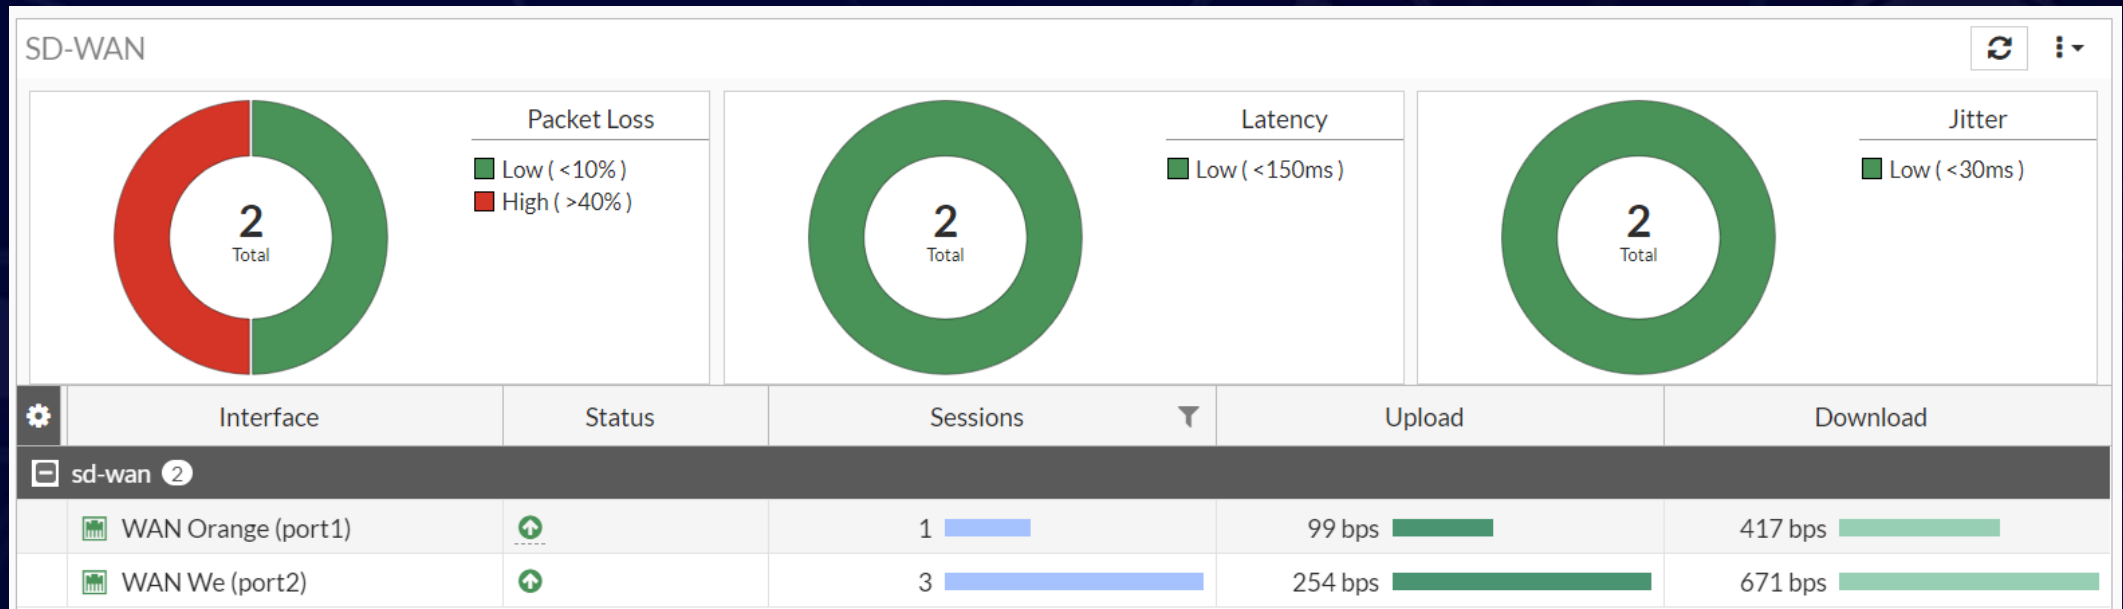 SD-WAN
Packet Loss
Low ( <10% )
High ( >40% )
2
Total
Latency
Low ( <150ms )
2
Total
Jitter
Low ( <30ms )
2
Total
Interface Status Sessions Upload Download
sd-wan 2
WAN Orange (port1) 1 99 bps 417 bps
WAN We (port2) 3 254 bps 671 bps